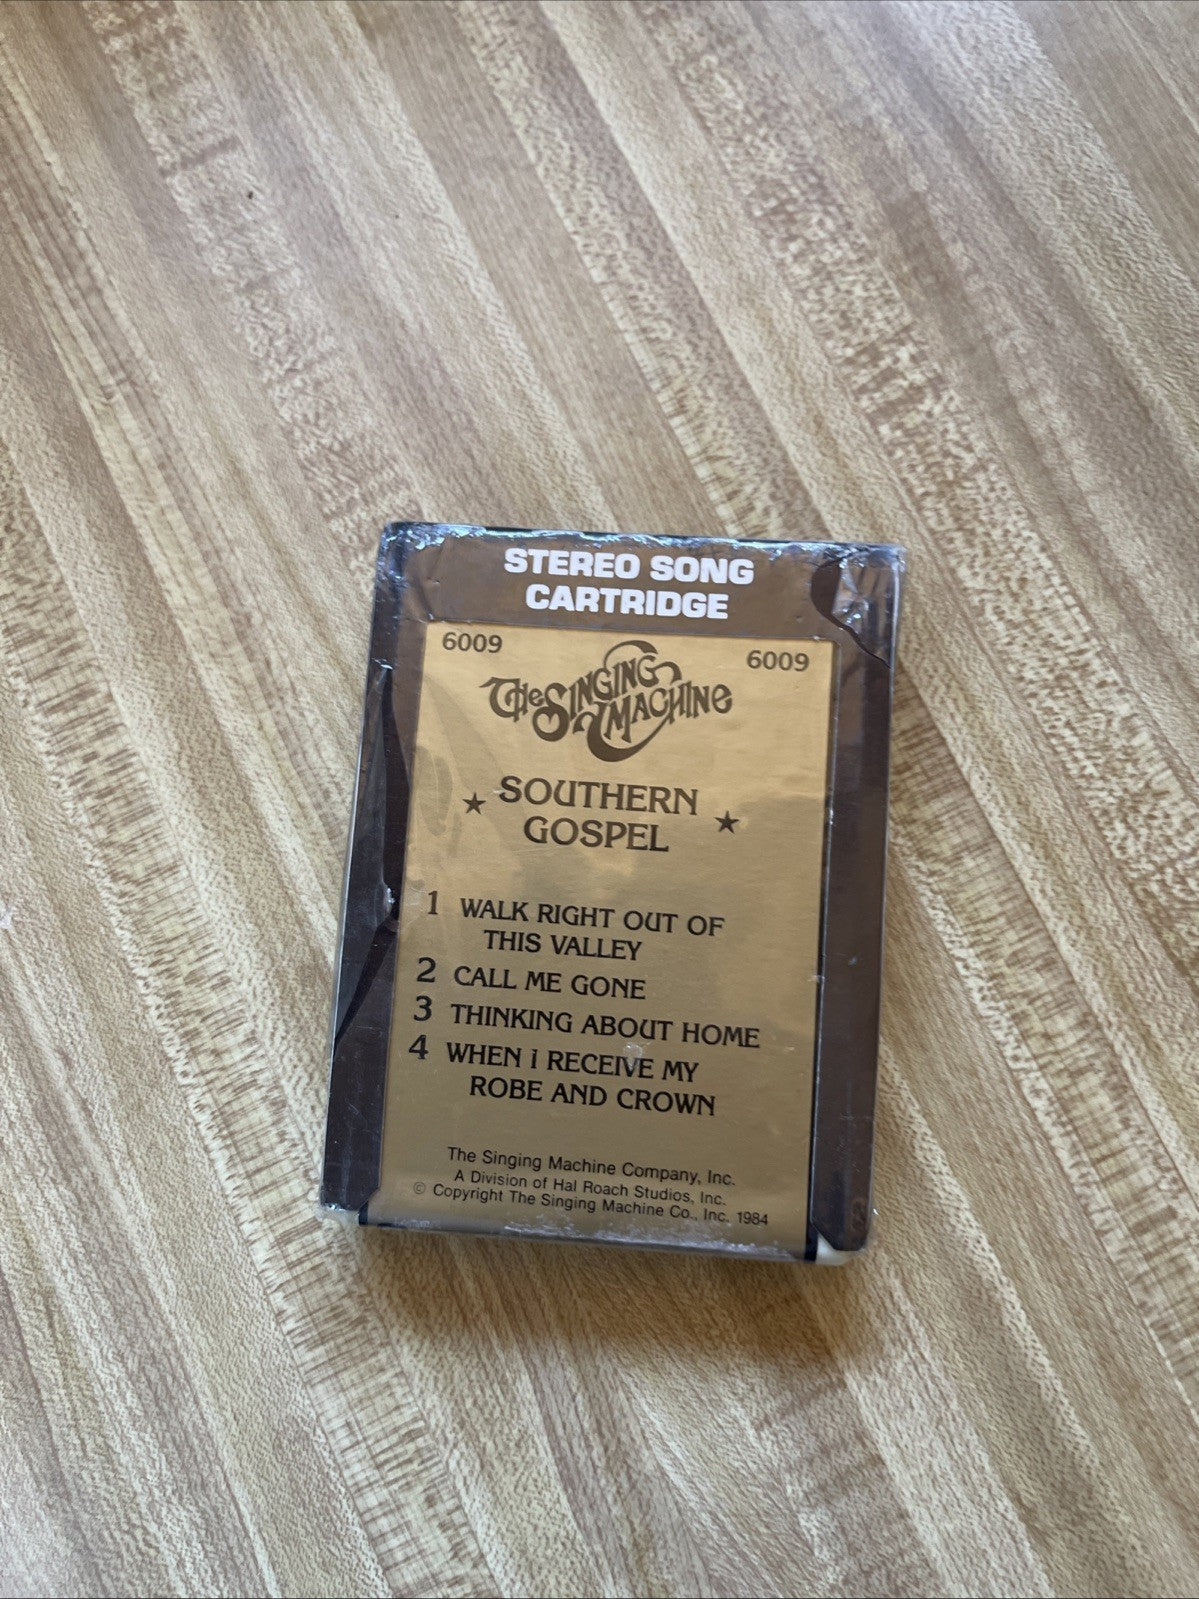 STEREO SONG
CARTRIDGE
6009 6009
The Singing
Machine
★ SOUTHERN ★
GOSPEL
1 WALK RIGHT OUT OF
THIS VALLEY
2 CALL ME GONE
3 THINKING ABOUT HOME
4 WHEN I RECEIVE MY
ROBE AND CROWN
The Singing Machine Company, Inc.
A Division of Hal Roach Studios, Inc.
© Copyright The Singing Machine Co., Inc. 1984